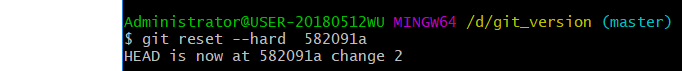 Administrator@USER-20180512WU MINGW64 /d/git_version (master)
$ git reset --hard  582091a
HEAD is now at 582091a change 2